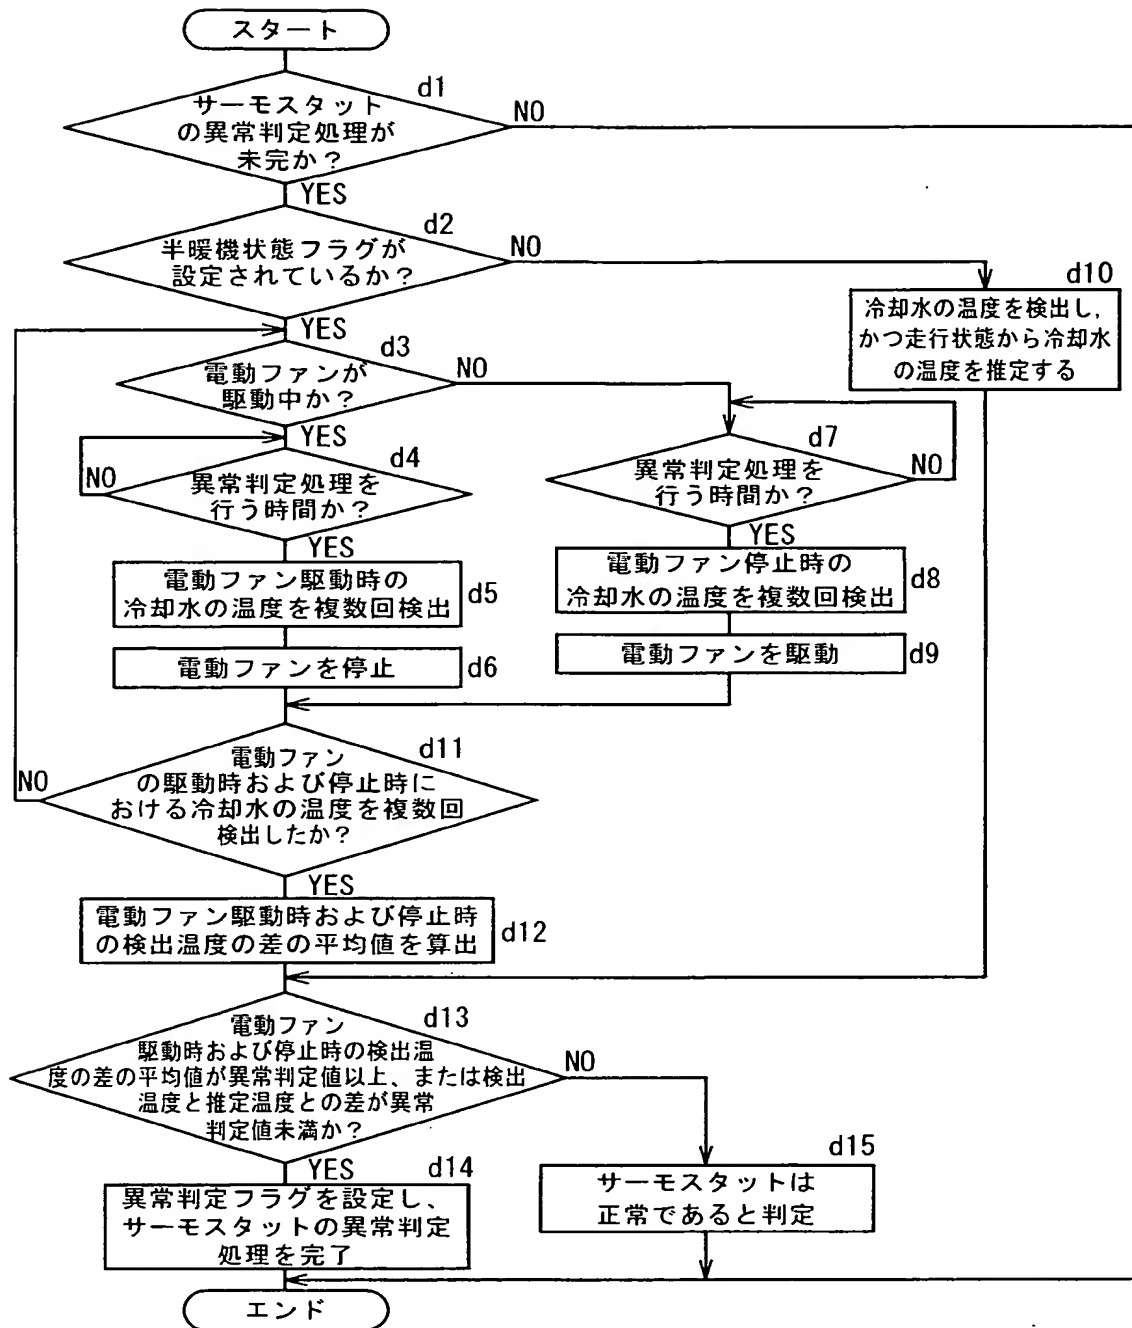 スタート
d1
サーモスタット
の異常判定処理が
未完か？
NO
YES
d2
半暖機状態フラグが
設定されているか？
NO
YES
d10
冷却水の温度を検出し，
かつ走行状態から冷却水
の温度を推定する
d3
電動ファンが
駆動中か？
NO
YES
d4
NO
異常判定処理を
行う時間か？
YES
d7
異常判定処理を
行う時間か？
NO
YES
電動ファン駆動時の
冷却水の温度を複数回検出
d5
電動ファン停止時の
冷却水の温度を複数回検出
d8
電動ファンを停止
d6
電動ファンを駆動
d9
d11
NO
電動ファン
の駆動時および停止時に
おける冷却水の温度を複数回
検出したか？
YES
電動ファン駆動時および停止時
の検出温度の差の平均値を算出
d12
d13
電動ファン
駆動時および停止時の検出温
度の差の平均値が異常判定値以上、または検出
温度と推定温度との差が異常
判定値未満か？
NO
YES
d14
異常判定フラグを設定し、
サーモスタットの異常判定
処理を完了
d15
サーモスタットは
正常であると判定
エンド